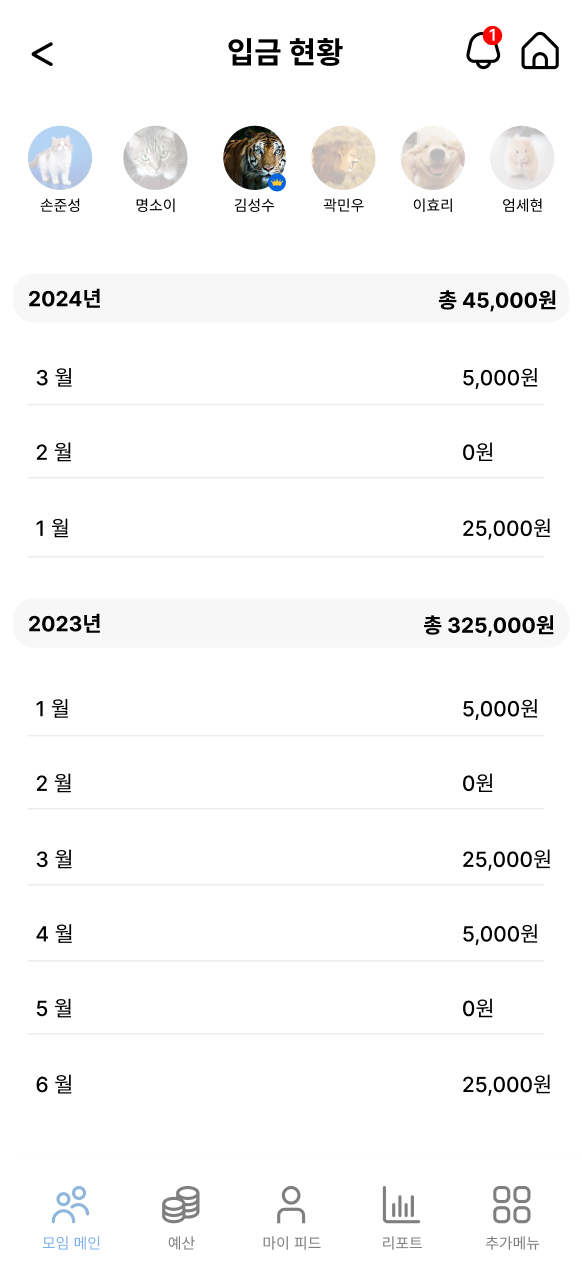 <
입금 현황
1
손준성 명소이 김성수 곽민우 이효리 엄세현
2024년 총 45,000원
3 월 5,000원
2 월 0원
1 월 25,000원
2023년 총 325,000원
1 월 5,000원
2 월 0원
3 월 25,000원
4 월 5,000원
5 월 0원
6 월 25,000원
모임 메인 예산 마이 피드 리포트 추가메뉴